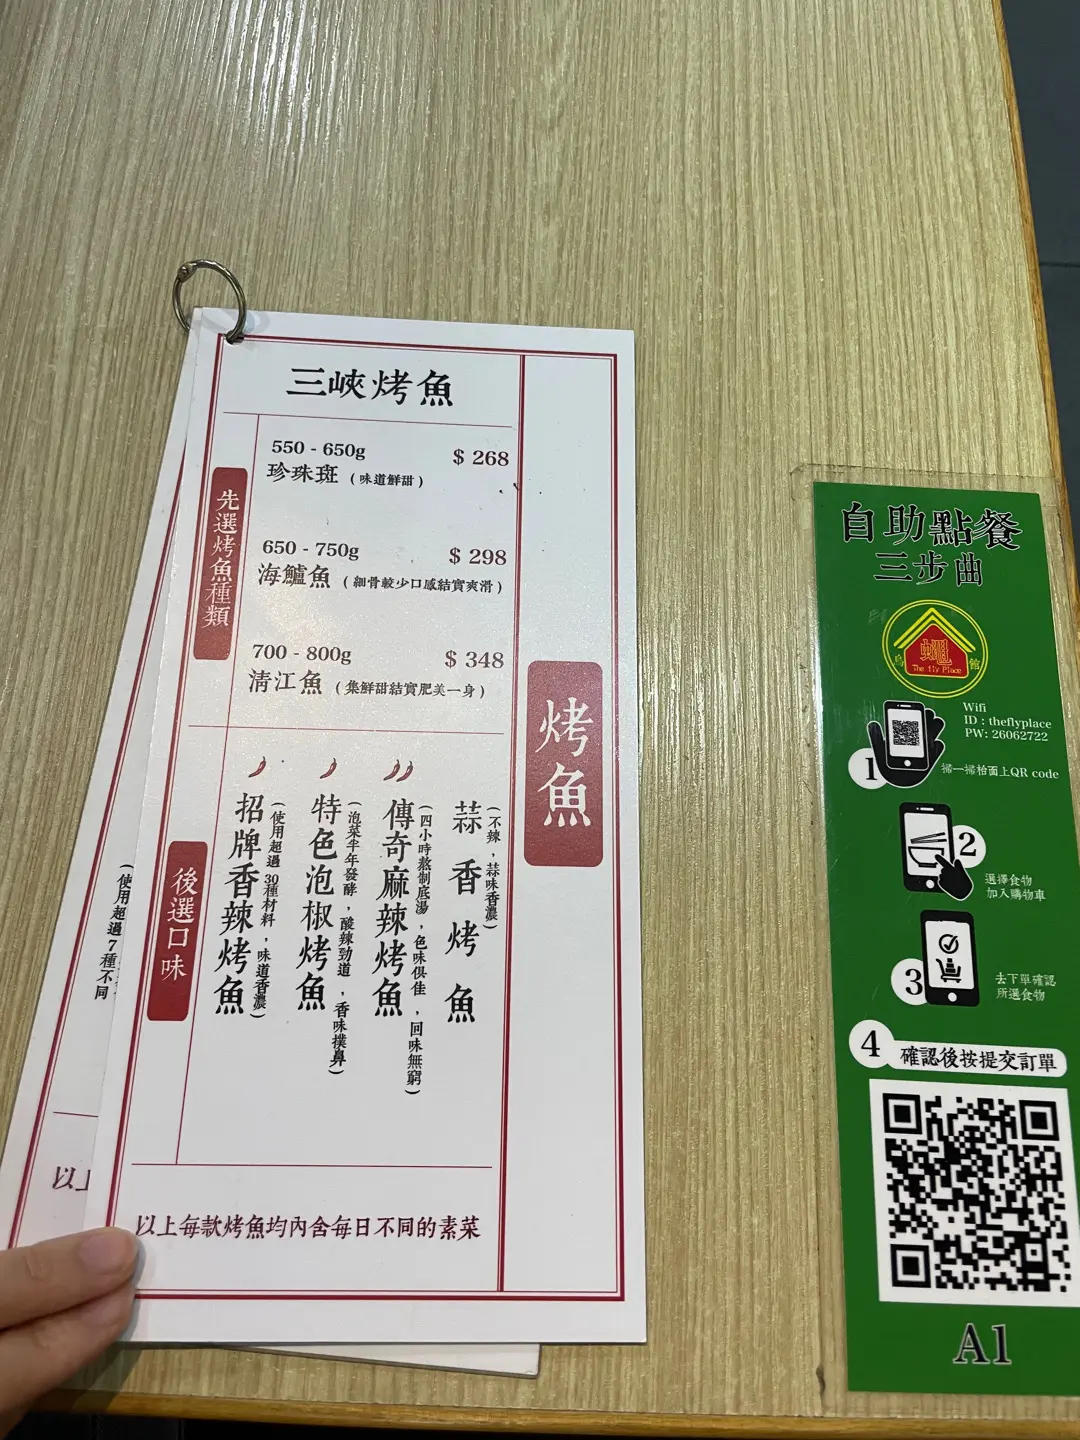 三峽烤魚
先選烤魚種類
550 - 650g
$ 268
珍珠斑 (味道鮮甜)
650 - 750g
$ 298
海鱸魚 (細骨較少口感結實爽滑)
700 - 800g
$ 348
清江魚 (集鮮甜結實肥美一身)
烤魚
後選口味
蒜香烤魚
(不辣，蒜味香濃)
傳奇麻辣烤魚
(四小時熬制底湯，色味俱佳，回味無窮)
特色泡椒烤魚
(泡菜半年發酵，酸辣勁道，香味撲鼻)
招牌香辣烤魚
(使用超過30種材料，味道香濃)
以上每款烤魚均內含每日不同的素菜
(使用超過7種不同
以上
自助點餐
三步曲
The fly Place
館
Wifi
ID : theflyplace
PW: 26062722
1
掃一掃枱面上QR code
2
選擇食物
加入購物車
3
去下單確認
所選食物
4
確認後按提交訂單
A1